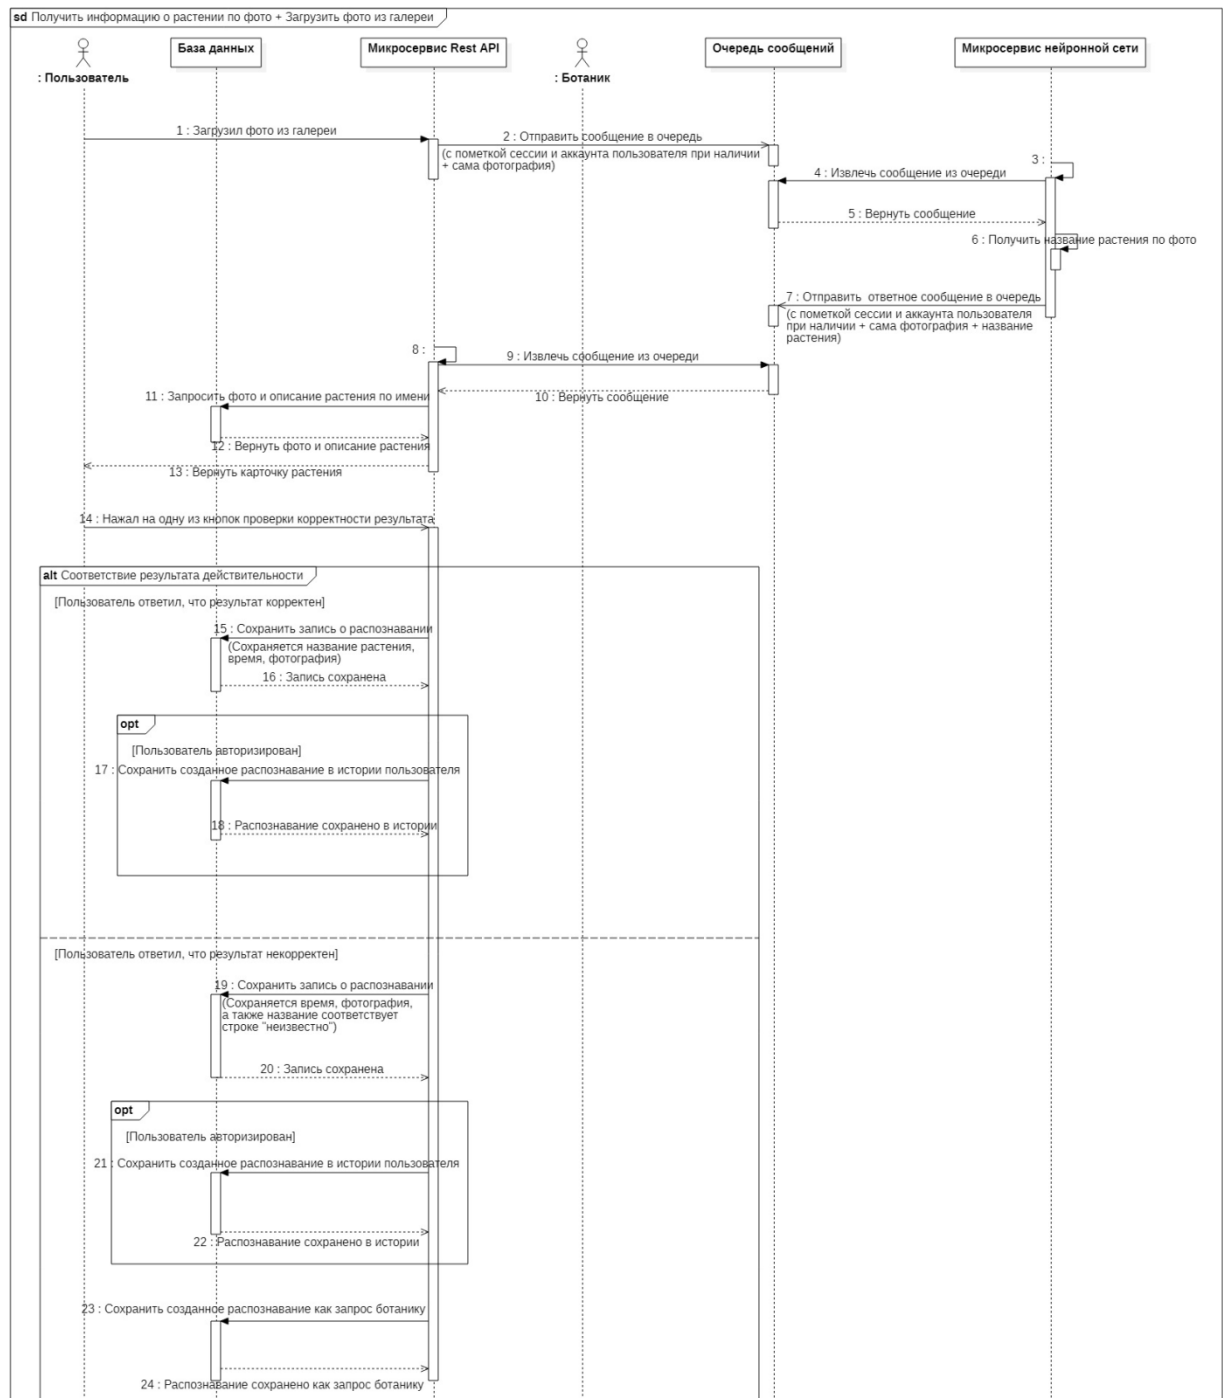 sd Получить информацию о растении по фото + Загрузить фото из галереи
: Пользователь
База данных
Микросервис Rest API
: Ботаник
Очередь сообщений
Микросервис нейронной сети
1 : Загрузил фото из галереи
2 : Отправить сообщение в очередь
(с пометкой сессии и аккаунта пользователя при наличии
+ сама фотография)
3 :
4 : Извлечь сообщение из очереди
5 : Вернуть сообщение
6 : Получить название растения по фото
7 : Отправить  ответное сообщение в очередь
(с пометкой сессии и аккаунта пользователя
при наличии + сама фотография + название
растения)
8 :
9 : Извлечь сообщение из очереди
10 : Вернуть сообщение
11 : Запросить фото и описание растения по имени
12 : Вернуть фото и описание растения
13 : Вернуть карточку растения
14 : Нажал на одну из кнопок проверки корректности результата
alt Соответствие результата действительности
[Пользователь ответил, что результат корректен]
15 : Сохранить запись о распознавании
(Сохраняется название растения,
время, фотография)
16 : Запись сохранена
opt
[Пользователь авторизирован]
17 : Сохранить созданное распознавание в истории пользователя
18 : Распознавание сохранено в истории
[Пользователь ответил, что результат некорректен]
19 : Сохранить запись о распознавании
(Сохраняется время, фотография,
а также название соответствует
строке "неизвестно")
20 : Запись сохранена
opt
[Пользователь авторизирован]
21 : Сохранить созданное распознавание в истории пользователя
22 : Распознавание сохранено в истории
23 : Сохранить созданное распознавание как запрос ботанику
24 : Распознавание сохранено как запрос ботанику